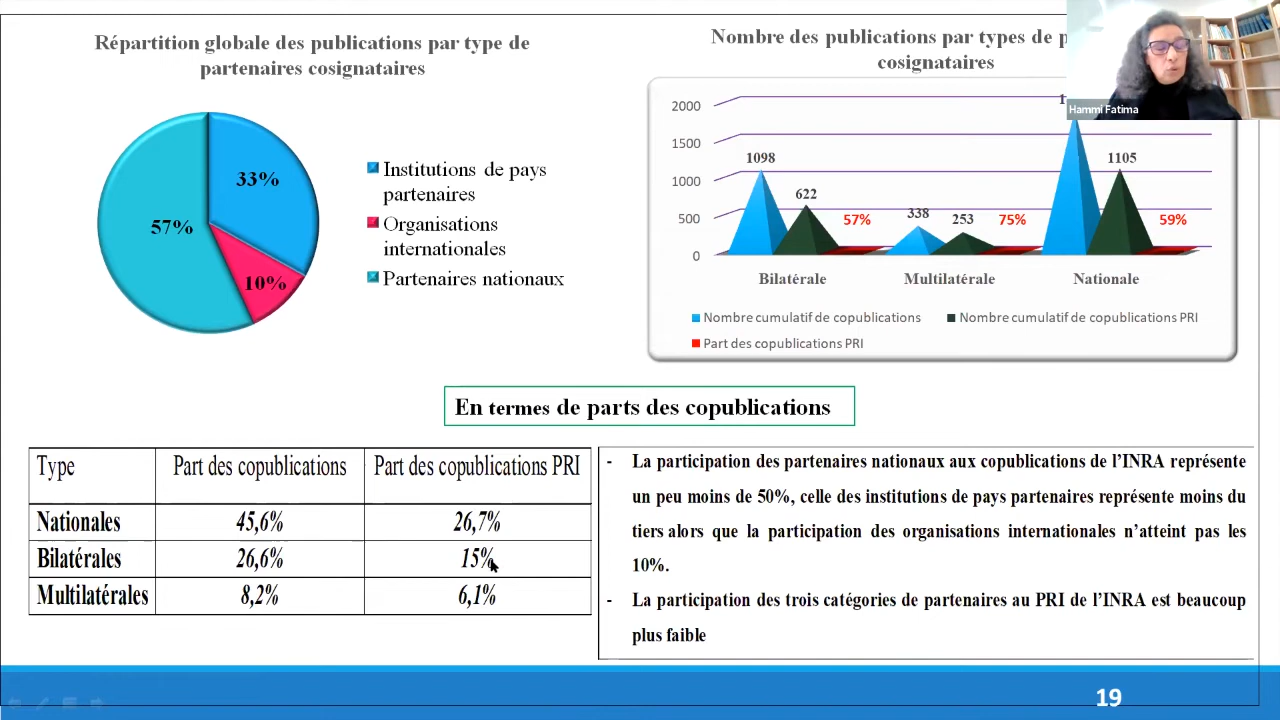 Répartition globale des publications par type de
partenaires cosignataires
33%
57%
10%
Institutions de pays
partenaires
Organisations
internationales
Partenaires nationaux
Nombre des publications par types de
cosignataires
Hammi Fatima
2000
1500
1000
500
0
1098
622
57%
338
253
75%
1105
59%
Bilatérale
Multilatérale
Nationale
Nombre cumulatif de copublications
Nombre cumulatif de copublications PRI
Part des copublications PRI
En termes de parts des copublications
Type Part des copublications Part des copublications PRI
Nationales 45,6% 26,7%
Bilatérales 26,6% 15%
Multilatérales 8,2% 6,1%
- La participation des partenaires nationaux aux copublications de l'INRA représente
un peu moins de 50%, celle des institutions de pays partenaires représente moins du
tiers alors que la participation des organisations internationales n'atteint pas les
10%.
- La participation des trois catégories de partenaires au PRI de l'INRA est beaucoup
plus faible
19